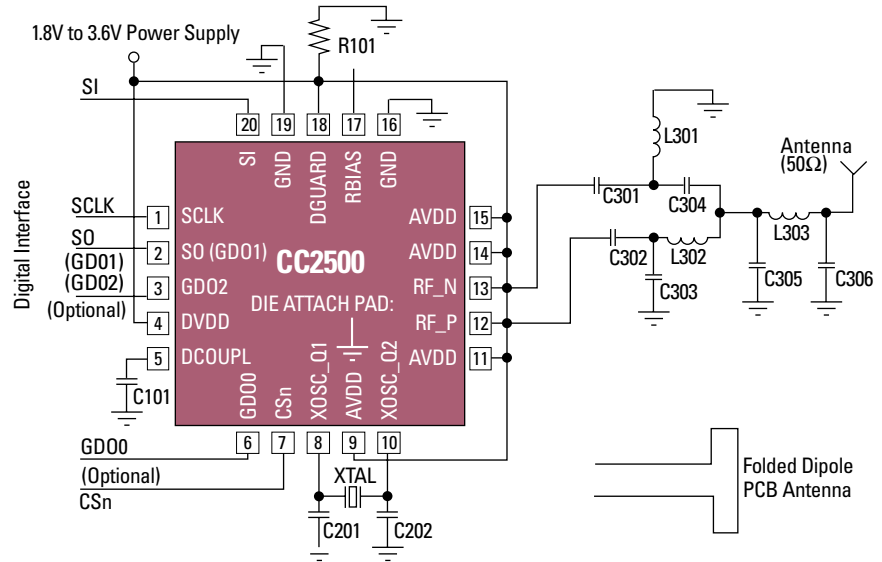 1.8V to 3.6V Power Supply
R101
SI
20
19
18
17
16
SI
GND
DGUARD
RBIAS
GND
L301
Antenna
(50Ω)
C301
C304
L303
C302
L302
C303
C305
C306
Digital Interface
SCLK
SO
(GDO1)
(GDO2)
(Optional)
1
SCLK
2
SO (GDO1)
3
GDO2
4
DVDD
5
DCOUPL
CC2500
DIE ATTACH PAD:
AVDD
15
AVDD
14
RF_N
13
RF_P
12
AVDD
11
C101
GDO0
CSn
XOSC_Q1
AVDD
XOSC_Q2
6
7
8
9
10
GDO0
(Optional)
CSn
XTAL
C201
C202
Folded Dipole
PCB Antenna